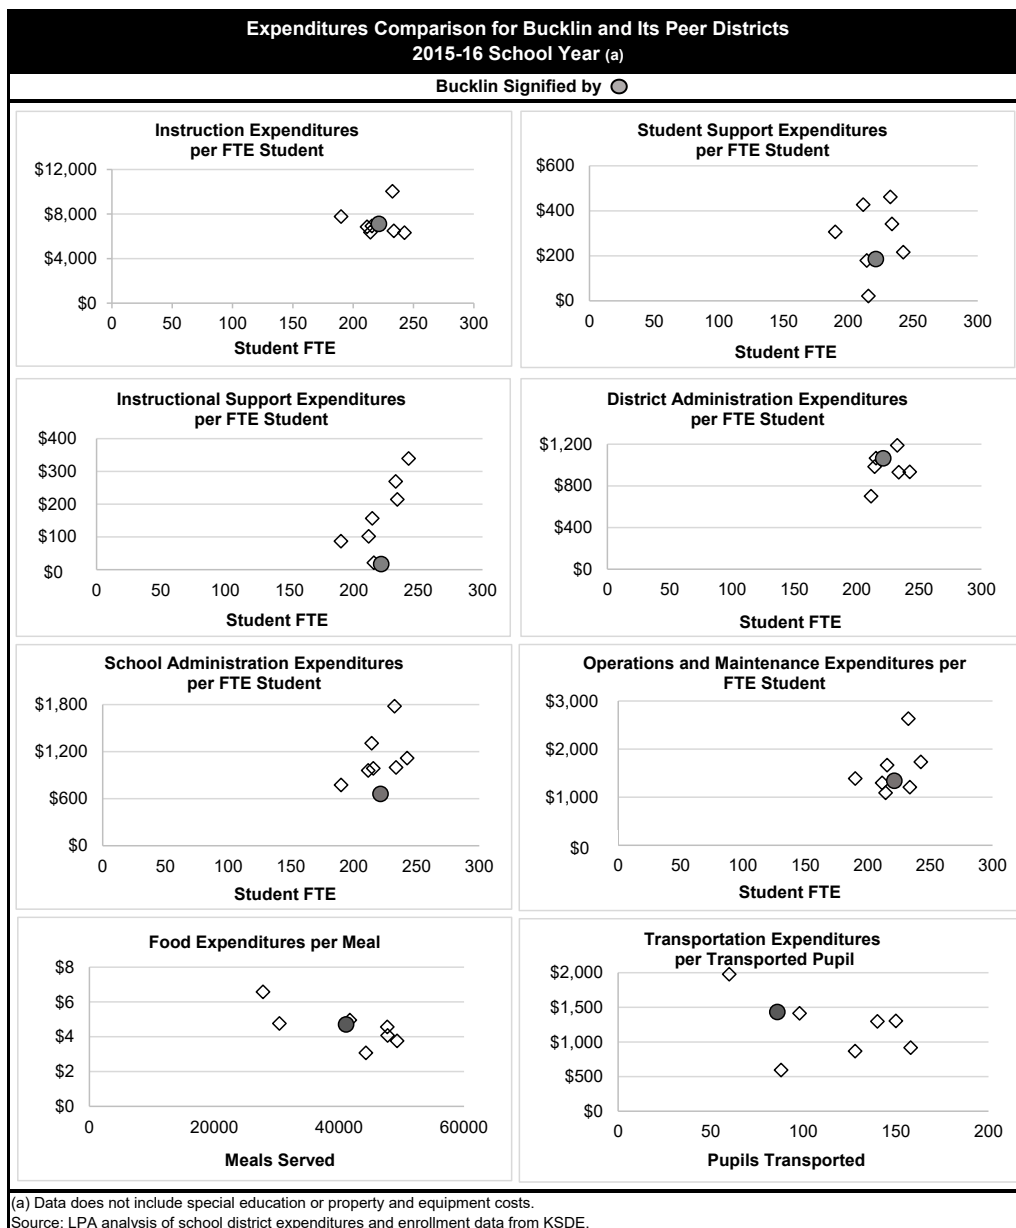 Expenditures Comparison for Bucklin and Its Peer Districts
2015-16 School Year (a)
Bucklin Signified by
Instruction Expenditures
per FTE Student
$12,000
$8,000
$4,000
$0
0 50 100 150 200 250 300
Student FTE
Student Support Expenditures
per FTE Student
$600
$400
$200
$0
0 50 100 150 200 250 300
Student FTE
Instructional Support Expenditures
per FTE Student
$400
$300
$200
$100
$0
0 50 100 150 200 250 300
Student FTE
District Administration Expenditures
per FTE Student
$1,200
$800
$400
$0
0 50 100 150 200 250 300
Student FTE
School Administration Expenditures
per FTE Student
$1,800
$1,200
$600
$0
0 50 100 150 200 250 300
Student FTE
Operations and Maintenance Expenditures per
FTE Student
$3,000
$2,000
$1,000
$0
0 50 100 150 200 250 300
Student FTE
Food Expenditures per Meal
$8
$6
$4
$2
$0
0 20000 40000 60000
Meals Served
Transportation Expenditures
per Transported Pupil
$2,000
$1,500
$1,000
$500
$0
0 50 100 150 200
Pupils Transported
(a) Data does not include special education or property and equipment costs.
Source: LPA analysis of school district expenditures and enrollment data from KSDE.